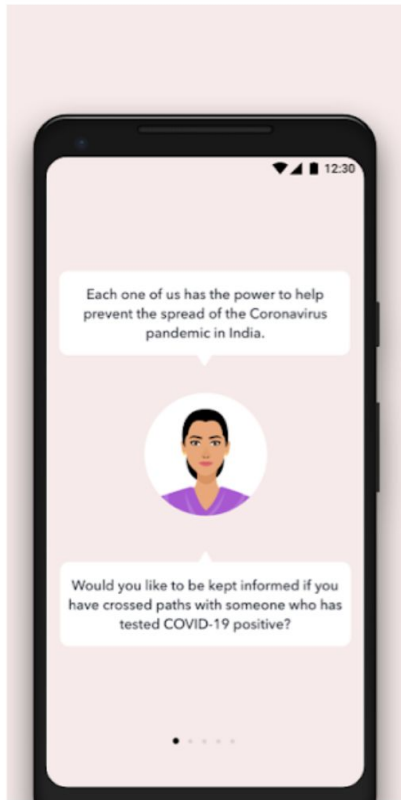 12:30
Each one of us has the power to help
prevent the spread of the Coronavirus
pandemic in India.
Would you like to be kept informed if you
have crossed paths with someone who has
tested COVID-19 positive?